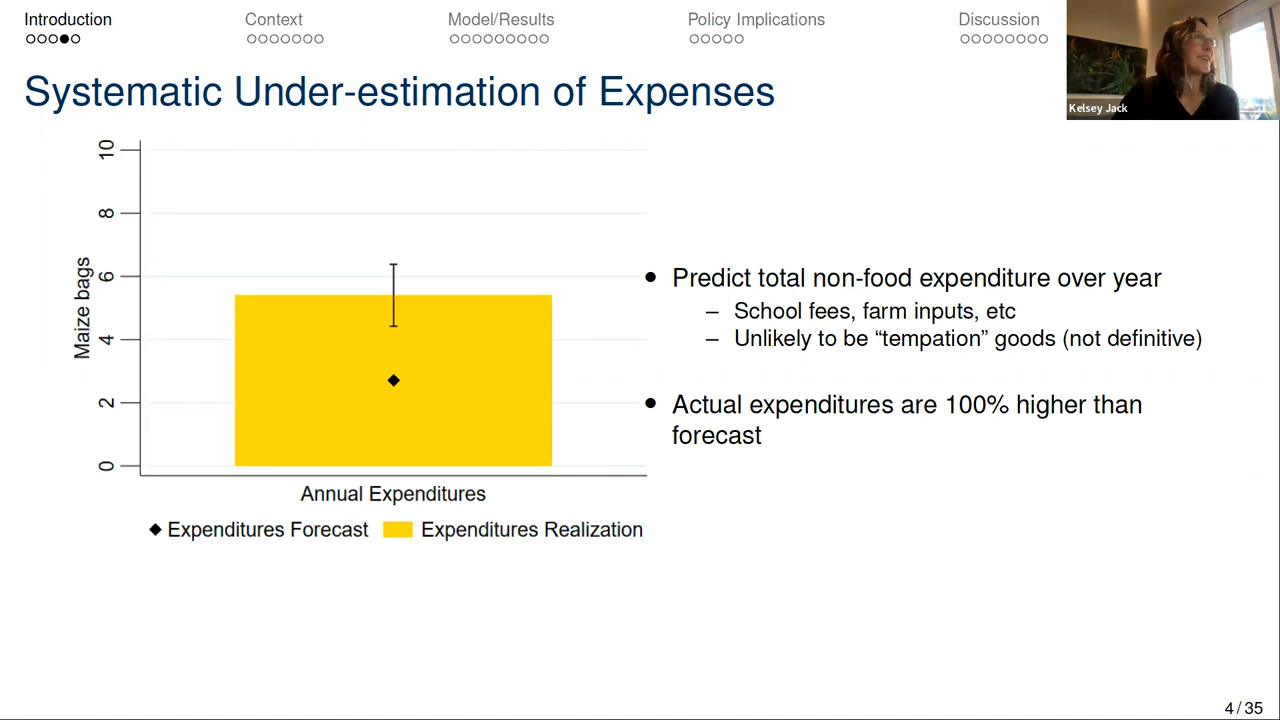 Introduction
Context
Model/Results
Policy Implications
Discussion
Kelsey Jack
Systematic Under-estimation of Expenses
10
8
6
4
2
0
Maize bags
Annual Expenditures
Expenditures Forecast
Expenditures Realization
• Predict total non-food expenditure over year
– School fees, farm inputs, etc
– Unlikely to be “tempation” goods (not definitive)
• Actual expenditures are 100% higher than
forecast
4 / 35